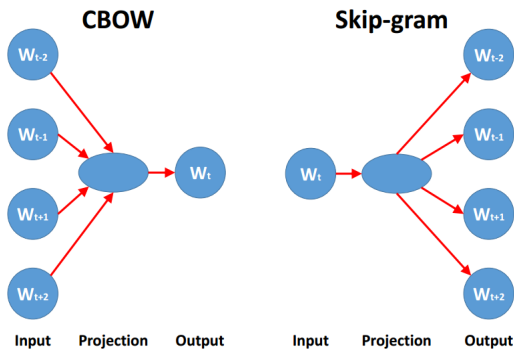 CBOW
Skip-gram
Wt-2
Wt-1
Wt+1
Wt+2
Wt
Wt
Wt-2
Wt-1
Wt+1
Wt+2
Input Projection Output
Input Projection Output